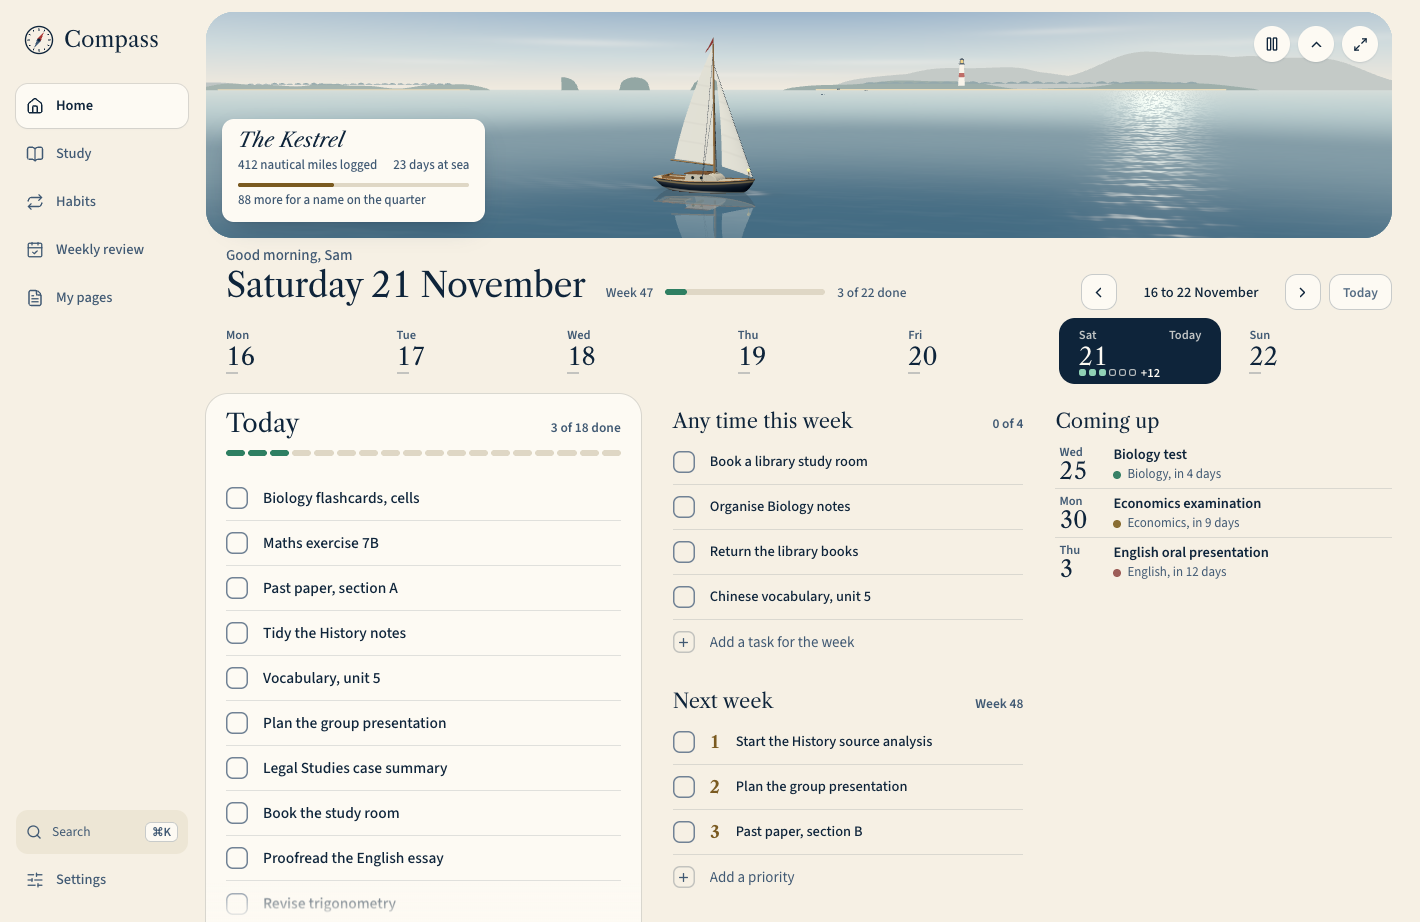 Compass
Home
Study
Habits
Weekly review
My pages
Search ⌘K
Settings
The Kestrel
412 nautical miles logged 23 days at sea
88 more for a name on the quarter
Good morning, Sam
Saturday 21 November
Week 47 3 of 22 done
16 to 22 November
Today
Mon
16
Tue
17
Wed
18
Thu
19
Fri
20
Sat Today
21
+12
Sun
22
Today
3 of 18 done
Biology flashcards, cells
Maths exercise 7B
Past paper, section A
Tidy the History notes
Vocabulary, unit 5
Plan the group presentation
Legal Studies case summary
Book the study room
Proofread the English essay
Revise trigonometry
Any time this week
0 of 4
Book a library study room
Organise Biology notes
Return the library books
Chinese vocabulary, unit 5
Add a task for the week
Next week
Week 48
1 Start the History source analysis
2 Plan the group presentation
3 Past paper, section B
Add a priority
Coming up
Wed
25
Biology test
Biology, in 4 days
Mon
30
Economics examination
Economics, in 9 days
Thu
3
English oral presentation
English, in 12 days